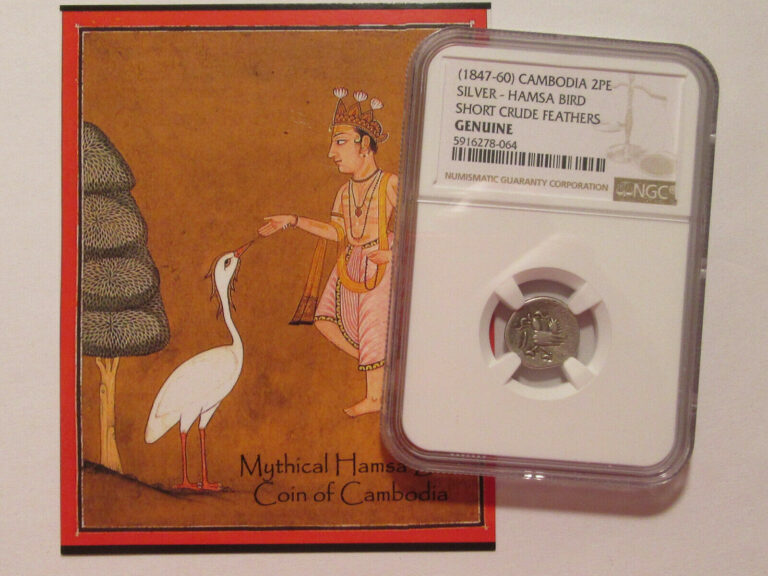 (1847-60) CAMBODIA 2PE
SILVER - HAMSA BIRD
SHORT CRUDE FEATHERS
GENUINE
5916278-064
NUMISMATIC GUARANTY CORPORATION NGC
Mythical Hamsa
Coin of Cambodia